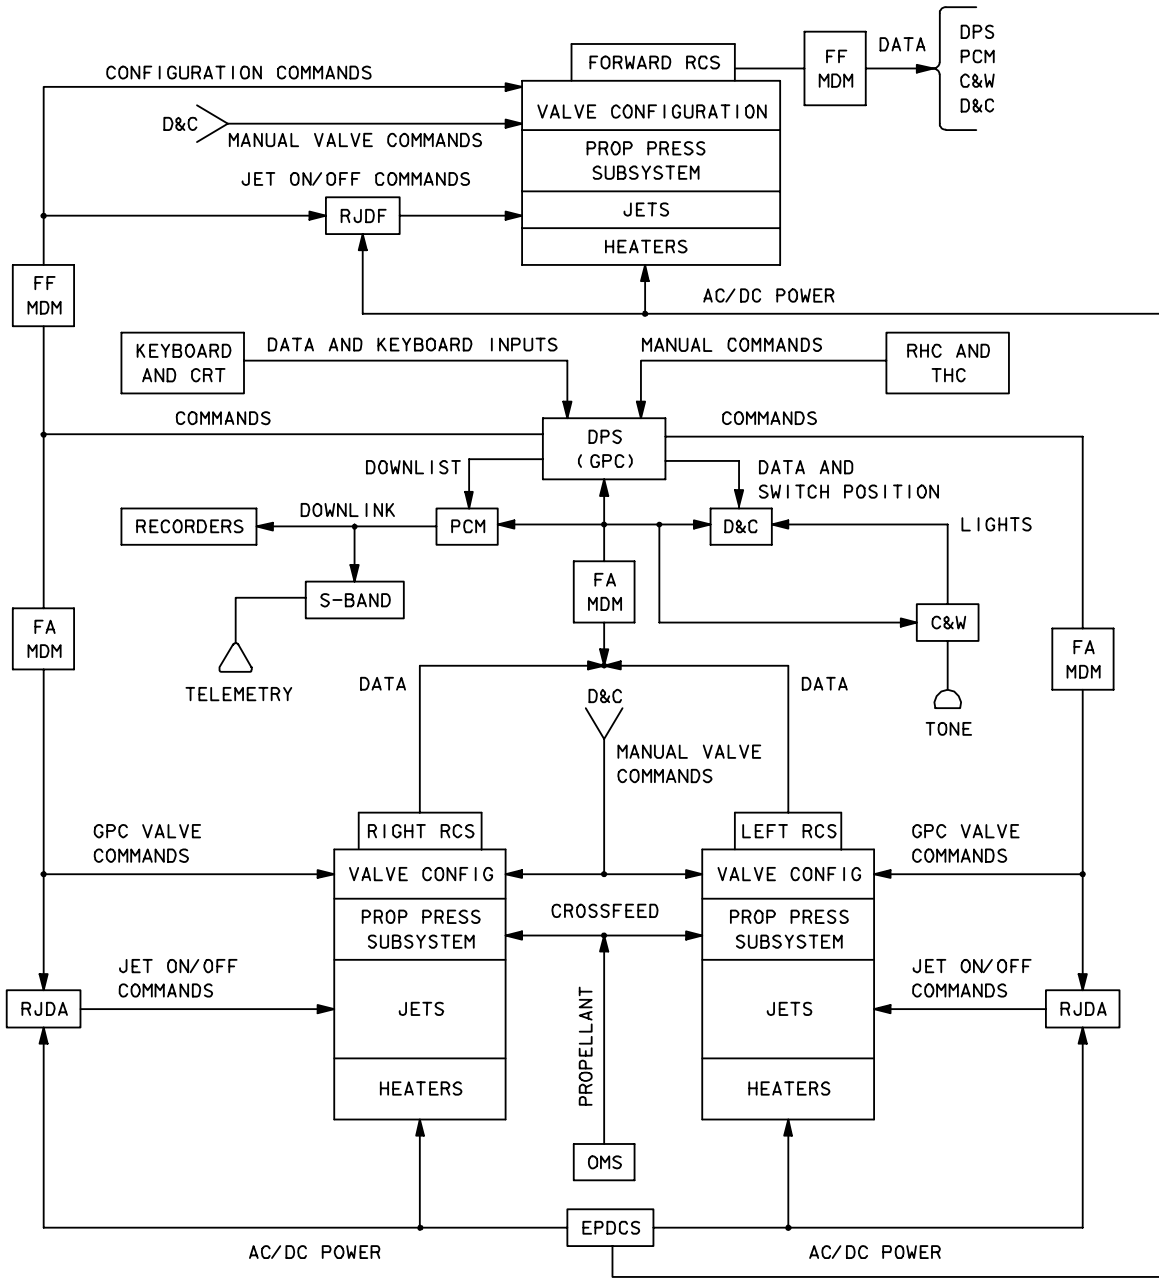 CONFIGURATION COMMANDS
FORWARD RCS
FF
MDM
DATA
DPS
PCM
C&W
D&C
D&C
MANUAL VALVE COMMANDS
VALVE CONFIGURATION
PROP PRESS
SUBSYSTEM
JET ON/OFF COMMANDS
RJDF
JETS
HEATERS
FF
MDM
AC/DC POWER
KEYBOARD
AND CRT
DATA AND KEYBOARD INPUTS
MANUAL COMMANDS
RHC AND
THC
COMMANDS
DPS
(GPC)
COMMANDS
DOWNLIST
DATA AND
SWITCH POSITION
RECORDERS
DOWNLINK
PCM
D&C
LIGHTS
S-BAND
FA
MDM
C&W
FA
MDM
FA
MDM
TELEMETRY
DATA
D&C
DATA
TONE
MANUAL VALVE
COMMANDS
GPC VALVE
COMMANDS
RIGHT RCS
LEFT RCS
GPC VALVE
COMMANDS
VALVE CONFIG
VALVE CONFIG
PROP PRESS
SUBSYSTEM
CROSSFEED
PROP PRESS
SUBSYSTEM
JET ON/OFF
COMMANDS
JET ON/OFF
COMMANDS
RJDA
JETS
PROPELLANT
JETS
RJDA
HEATERS
HEATERS
OMS
EPDCS
AC/DC POWER
AC/DC POWER